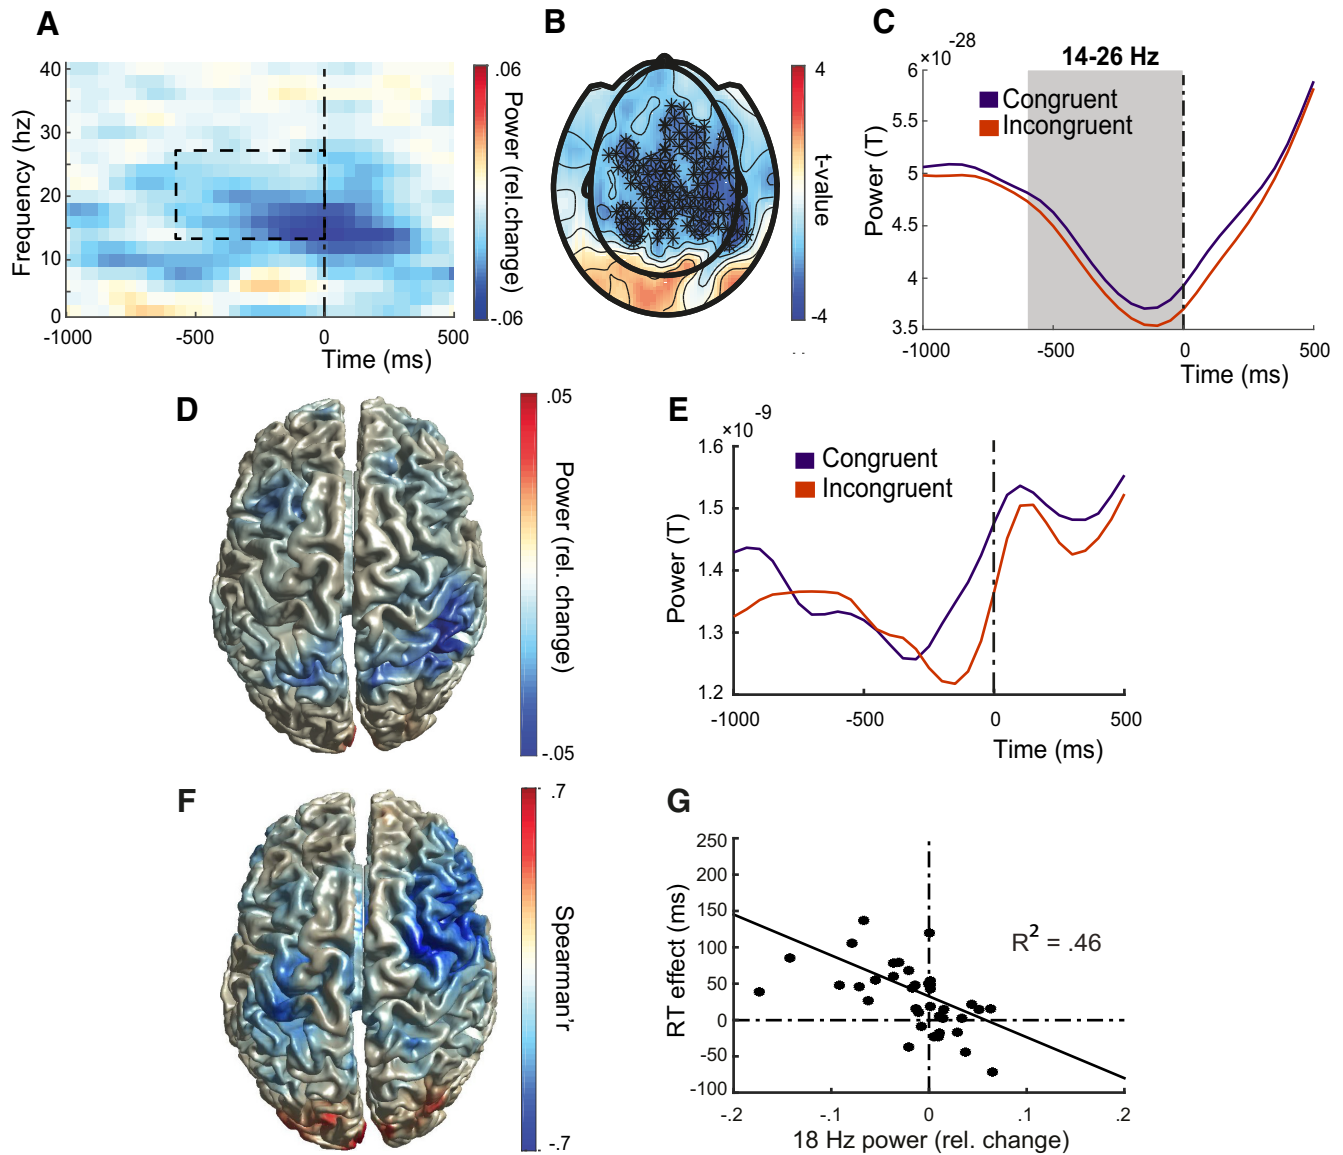 A
40
30
20
10
0
Frequency (hz)
-1000
-500
0
500
Time (ms)
.06
-.06
Power (rel.change)
B
4
-4
t-value
C
×10
-28
14-26 Hz
6
5.5
5
4.5
4
3.5
Power (T)
Congruent
Incongruent
-1000
-500
0
500
Time (ms)
D
.05
-.05
Power (rel. change)
E
×10
-9
1.6
1.5
1.4
1.3
1.2
Power (T)
Congruent
Incongruent
-1000
-500
0
500
Time (ms)
F
.7
-.7
Spearman'r
G
250
200
150
100
50
0
-50
-100
RT effect (ms)
R² = .46
-.2
-.1
0
.1
.2
18 Hz power (rel. change)